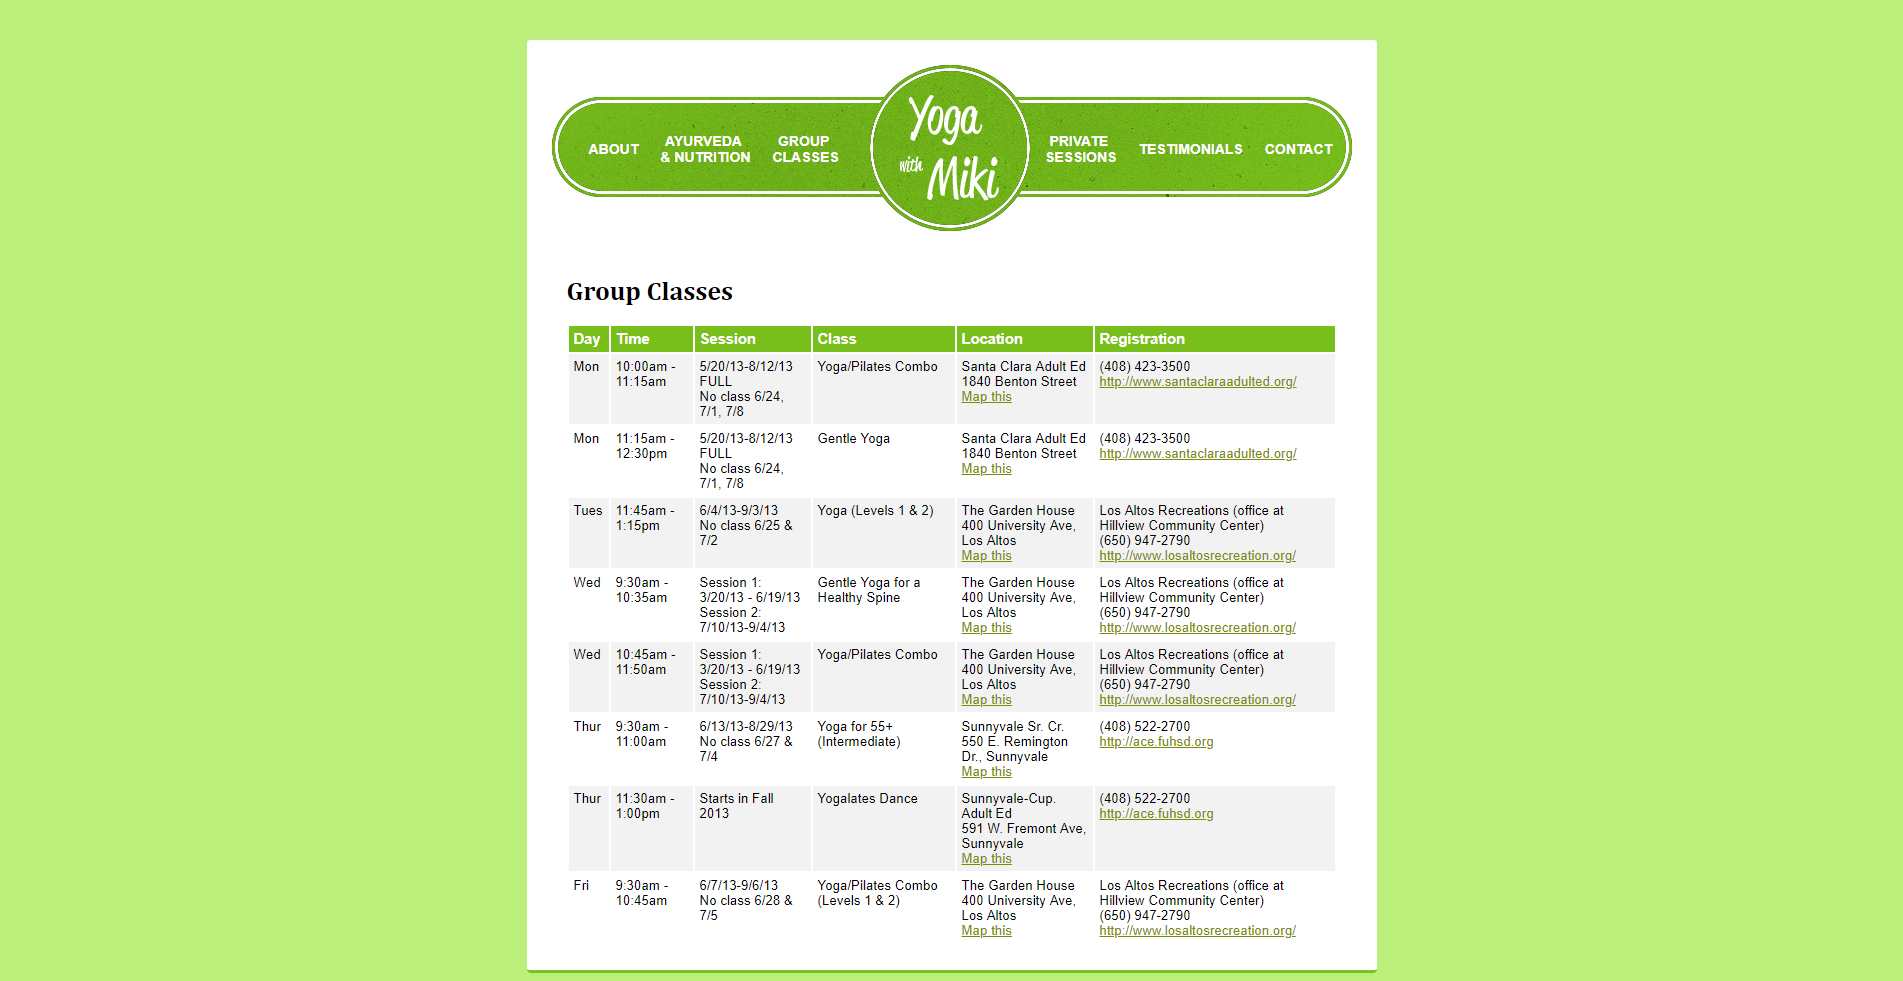 ABOUT
AYURVEDA
& NUTRITION
GROUP
CLASSES
Yoga
with
Miki
PRIVATE
SESSIONS
TESTIMONIALS
CONTACT
Group Classes
Day Time Session Class Location Registration
Mon 10:00am - 5/20/13-8/12/13 Yoga/Pilates Combo Santa Clara Adult Ed (408) 423-3500
11:15am FULL 1840 Benton Street http://www.santaclaraadulted.org/
No class 6/24, Map this
7/1, 7/8
Mon 11:15am - 5/20/13-8/12/13 Gentle Yoga Santa Clara Adult Ed (408) 423-3500
12:30pm FULL 1840 Benton Street http://www.santaclaraadulted.org/
No class 6/24, Map this
7/1, 7/8
Tues 11:45am - 6/4/13-9/3/13 Yoga (Levels 1 & 2) The Garden House Los Altos Recreations (office at
1:15pm No class 6/25 & 400 University Ave, Hillview Community Center)
7/2 Los Altos (650) 947-2790
Map this http://www.losaltosrecreation.org/
Wed 9:30am - Session 1: Gentle Yoga for a The Garden House Los Altos Recreations (office at
10:35am 3/20/13 - 6/19/13 Healthy Spine 400 University Ave, Hillview Community Center)
Session 2: Los Altos (650) 947-2790
7/10/13-9/4/13 Map this http://www.losaltosrecreation.org/
Wed 10:45am - Session 1: Yoga/Pilates Combo The Garden House Los Altos Recreations (office at
11:50am 3/20/13 - 6/19/13 400 University Ave, Hillview Community Center)
Session 2: Los Altos (650) 947-2790
7/10/13-9/4/13 Map this http://www.losaltosrecreation.org/
Thur 9:30am - 6/13/13-8/29/13 Yoga for 55+ Sunnyvale Sr. Cr. (408) 522-2700
11:00am No class 6/27 & (Intermediate) 550 E. Remington http://ace.fuhsd.org
7/4 Dr., Sunnyvale
Map this
Thur 11:30am - Starts in Fall Yogalates Dance Sunnyvale-Cup. (408) 522-2700
1:00pm 2013 Adult Ed http://ace.fuhsd.org
591 W. Fremont Ave,
Sunnyvale
Map this
Fri 9:30am - 6/7/13-9/6/13 Yoga/Pilates Combo The Garden House Los Altos Recreations (office at
10:45am No class 6/28 & (Levels 1 & 2) 400 University Ave, Hillview Community Center)
7/5 Los Altos (650) 947-2790
Map this http://www.losaltosrecreation.org/